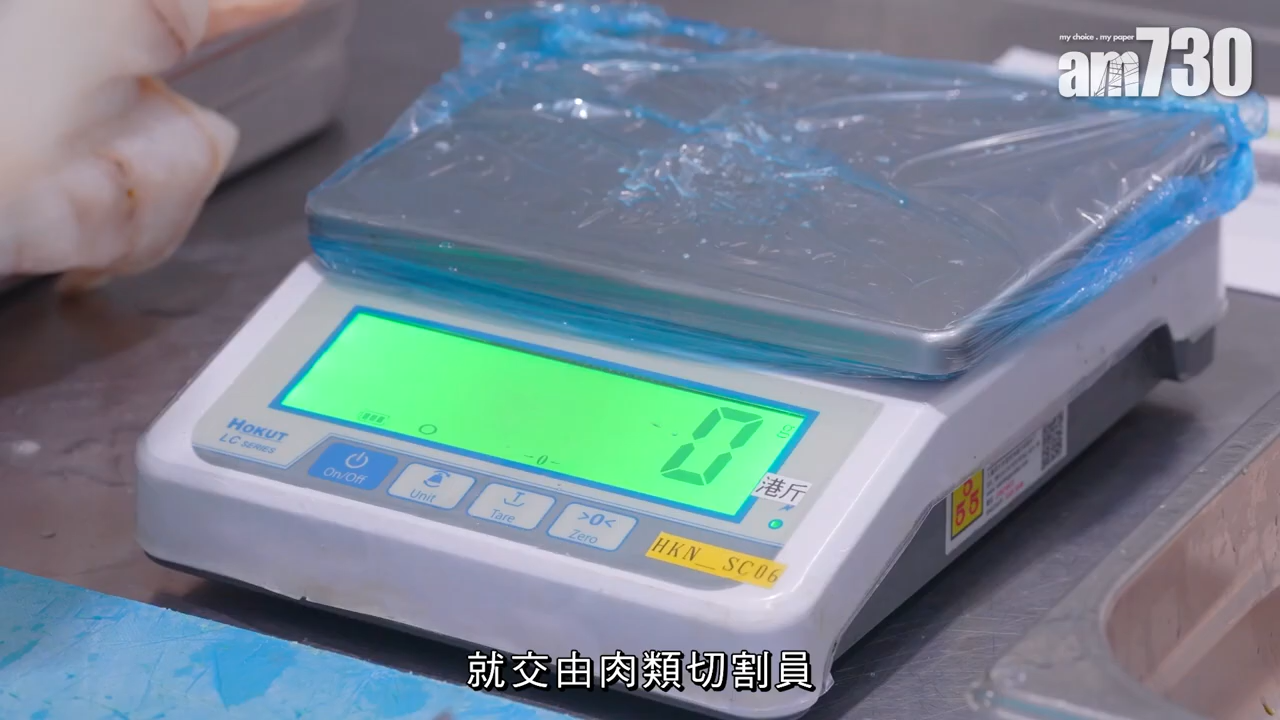 my choice . my paper
am730
0
-0-
港斤
HOKUT
LC SERIES
On/Off
Unit
Tare
>0<
Zero
HKN_SC06
就交由肉類切割員